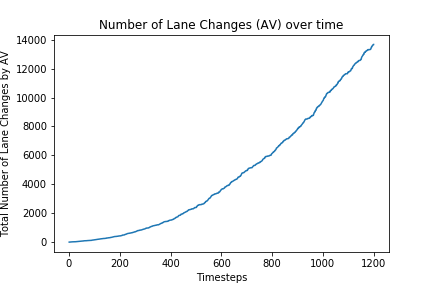 Number of Lane Changes (AV) over time
Total Number of Lane Changes by AV
14000
12000
10000
8000
6000
4000
2000
0
0 200 400 600 800 1000 1200
Timesteps